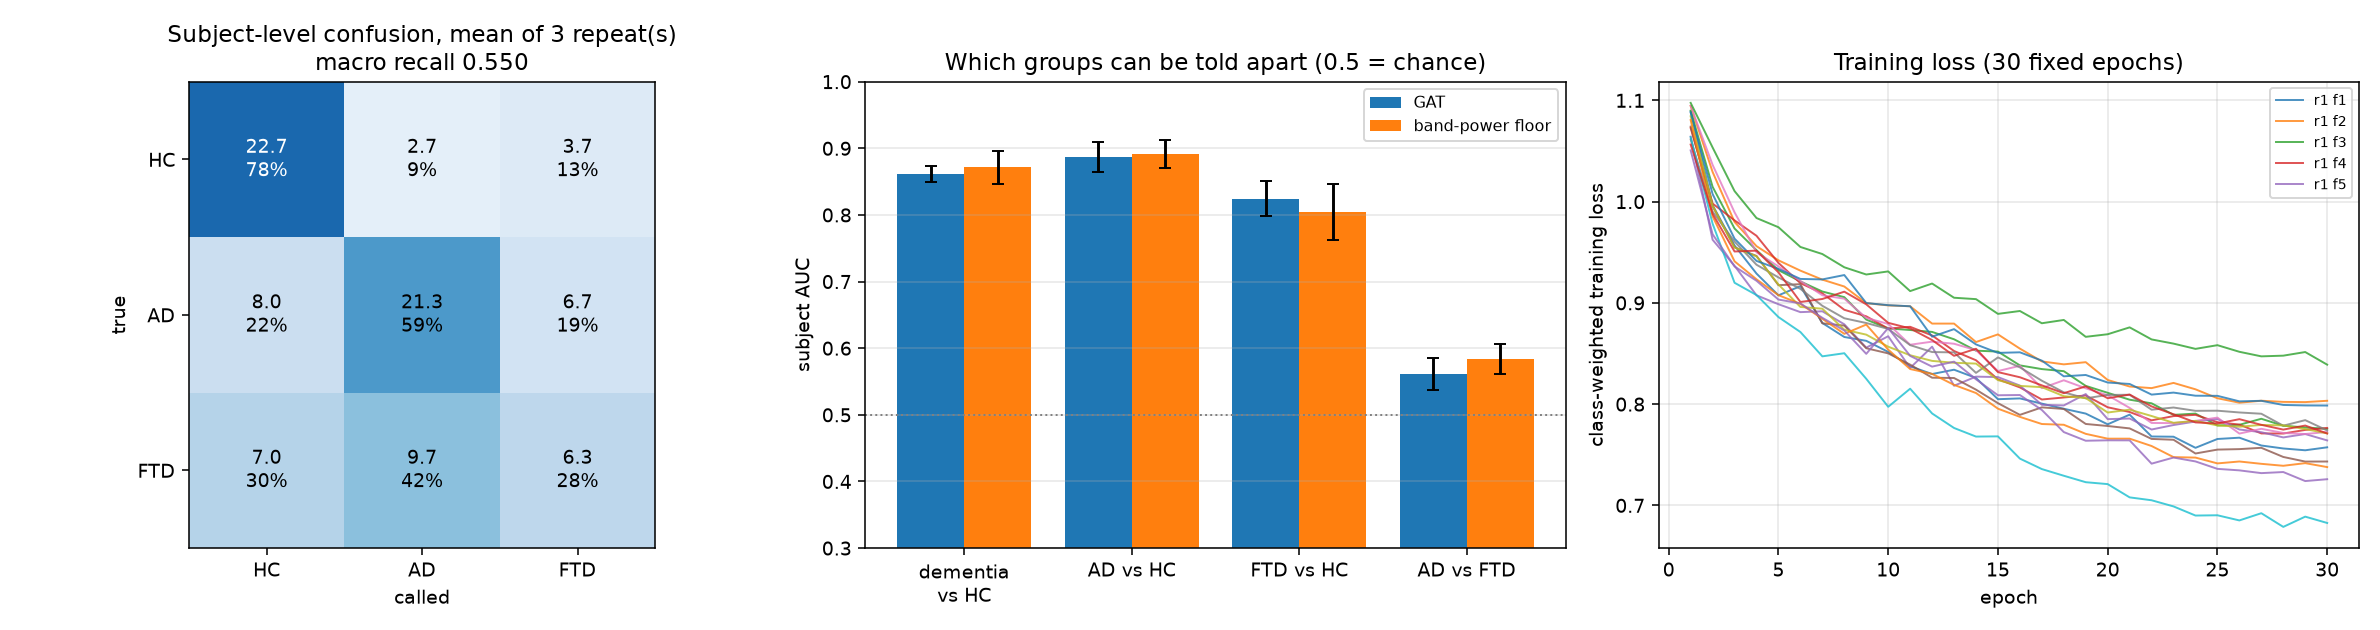 Subject-level confusion, mean of 3 repeat(s)
macro recall 0.550
HC
22.7
78%
2.7
9%
3.7
13%
true
AD
8.0
22%
21.3
59%
6.7
19%
FTD
7.0
30%
9.7
42%
6.3
28%
HC
AD
FTD
called
Which groups can be told apart (0.5 = chance)
subject AUC
1.0
0.9
0.8
0.7
0.6
0.5
0.4
0.3
GAT
band-power floor
dementia
vs HC
AD vs HC
FTD vs HC
AD vs FTD
Training loss (30 fixed epochs)
class-weighted training loss
1.1
1.0
0.9
0.8
0.7
r1 f1
r1 f2
r1 f3
r1 f4
r1 f5
0
5
10
15
20
25
30
epoch